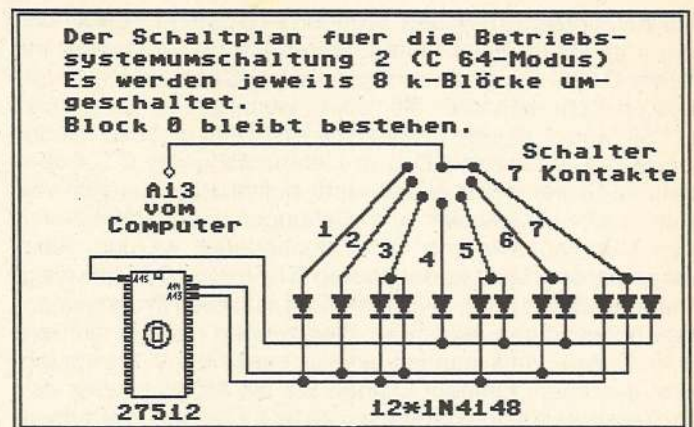 Der Schaltplan fuer die Betriebs-
systemumschaltung 2 (C 64-Modus)
Es werden jeweils 8 k-Blöcke um-
geschaltet.
Block 0 bleibt bestehen.
Schalter
7 Kontakte
A13
vom
Computer
1 2 3 4 5 6 7
A15
A14
A13
27512
12*1N4148